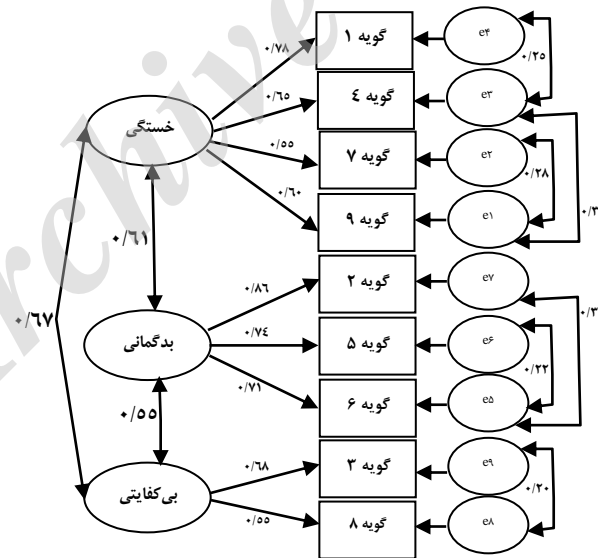 گویه ۱
e۴
۰/۷۸
۰/۲۵
گویه ٤
e۳
۰/۶۵
خستگی
۰/۵۵
گویه ۷
e۲
۰/۲۸
۰/۶۰
گویه ۹
e۱
۰/۳
۰/۶۱
گویه ۲
e۷
۰/۸۶
۰/۶۷
۰/۳
بدگمانی
۰/۷٤
گویه ۵
e۶
۰/۲۲
۰/۷۱
گویه ۶
e۵
۰/۵۵
گویه ۳
e۹
۰/۶۸
بی‌کفایتی
۰/۲۰
۰/۵۵
گویه ۸
e۸
Archive